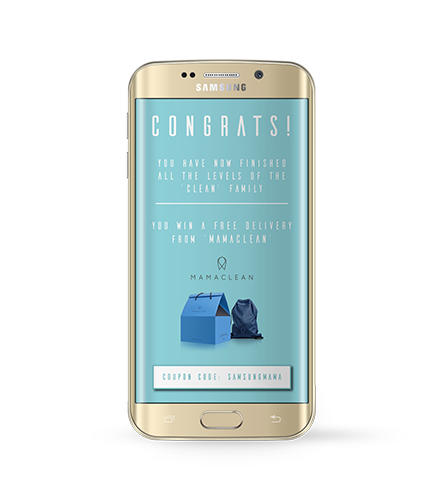 SAMSUNG
CONGRATS!
YOU HAVE NOW FINISHED
ALL THE LEVELS OF THE
'CLEAN' FAMILY
YOU WIN A FREE DELIVERY
FROM 'MAMACLEAN'
MAMACLEAN
COUPON CODE: SAMSUNGMAMA